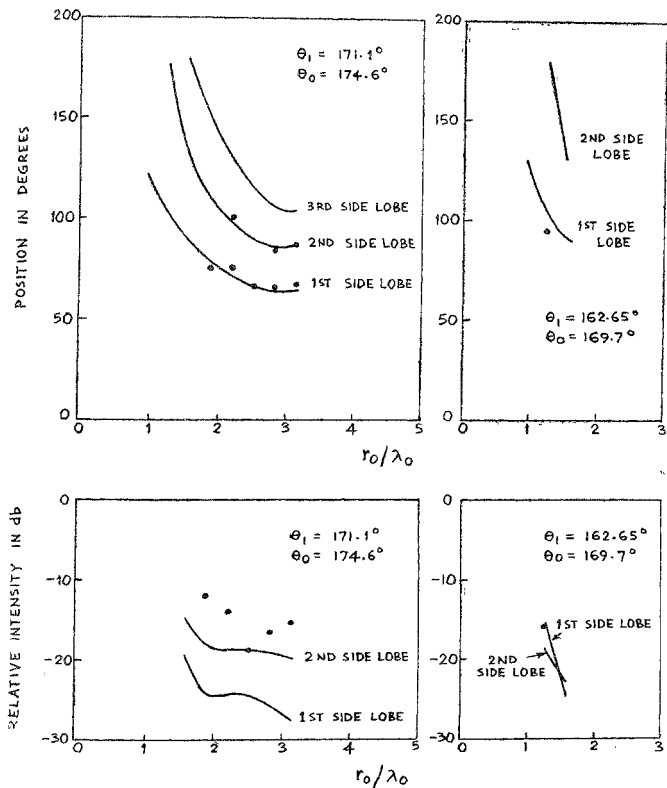 POSITION IN DEGREES
200
150
100
50
0
θ₁ = 171.1°
θ₀ = 174.6°
3RD SIDE LOBE
2ND SIDE LOBE
1ST SIDE LOBE
0 1 2 3 4 5
r₀/λ₀
200
150
100
50
0
2ND SIDE
LOBE
1ST SIDE
LOBE
θ₁ = 162.65°
θ₀ = 169.7°
0 1 2 3
r₀/λ₀
RELATIVE INTENSITY IN db
0
-10
-20
-30
θ₁ = 171.1°
θ₀ = 174.6°
2ND SIDE LOBE
1ST SIDE LOBE
0 1 2 3 4 5
r₀/λ₀
0
-10
-20
-30
θ₁ = 162.65°
θ₀ = 169.7°
1ST SIDE LOBE
2ND
SIDE LOBE
0 1 2 3
r₀/λ₀